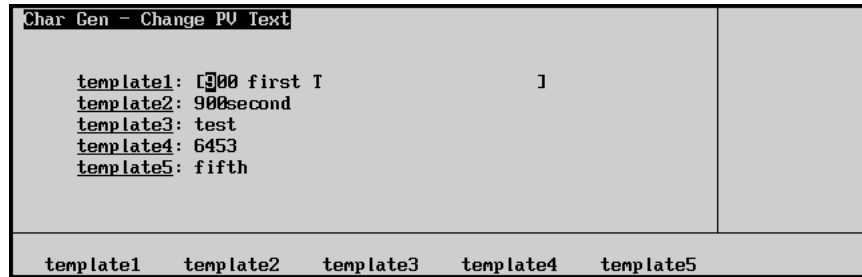 Char Gen - Change PV Text
template1: [900 first T ]
template2: 900second
template3: test
template4: 6453
template5: fifth
template1 template2 template3 template4 template5